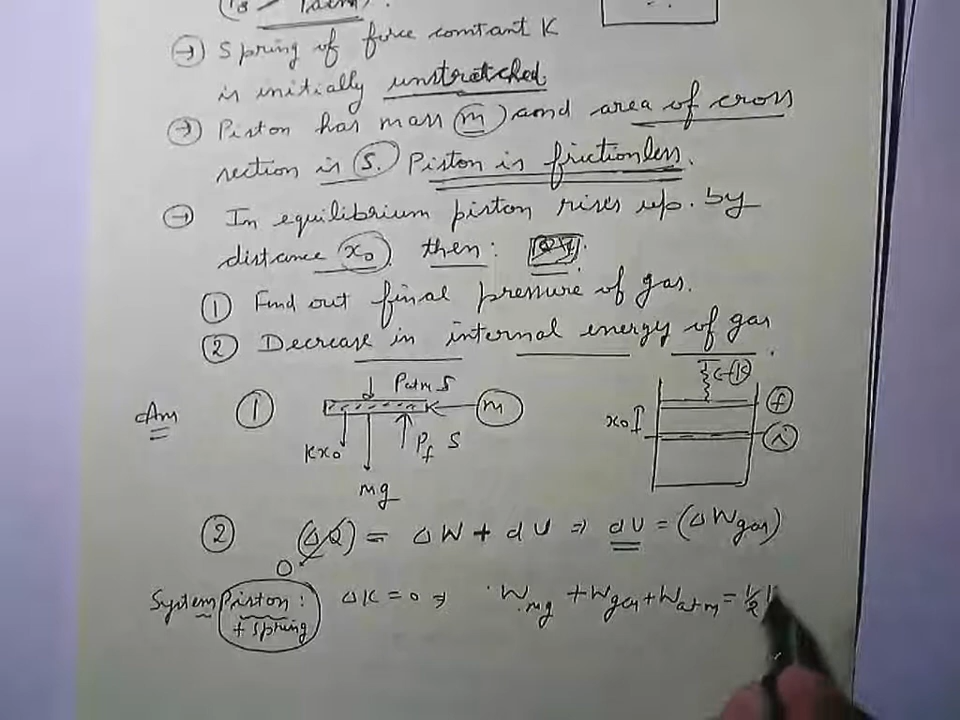 (is > Patm).
→ Spring of force constant K
is initially unstretched
→ Piston has mass m and area of cross
section is S. Piston is frictionless.
→ In equilibrium piston rises up. by
distance x₀ then:
① Find out final pressure of gas.
② Decrease in internal energy of gas.
Ans ① Patm S
m
Kx₀ Pf S
mg
K
x₀ f
i
② (ΔQ) = ΔW + dU ⇒ dU = (ΔWgas)
0
System Piston: ΔK = 0 ⇒ Wmg + Wgas + Watm = 1/2 k
+ spring